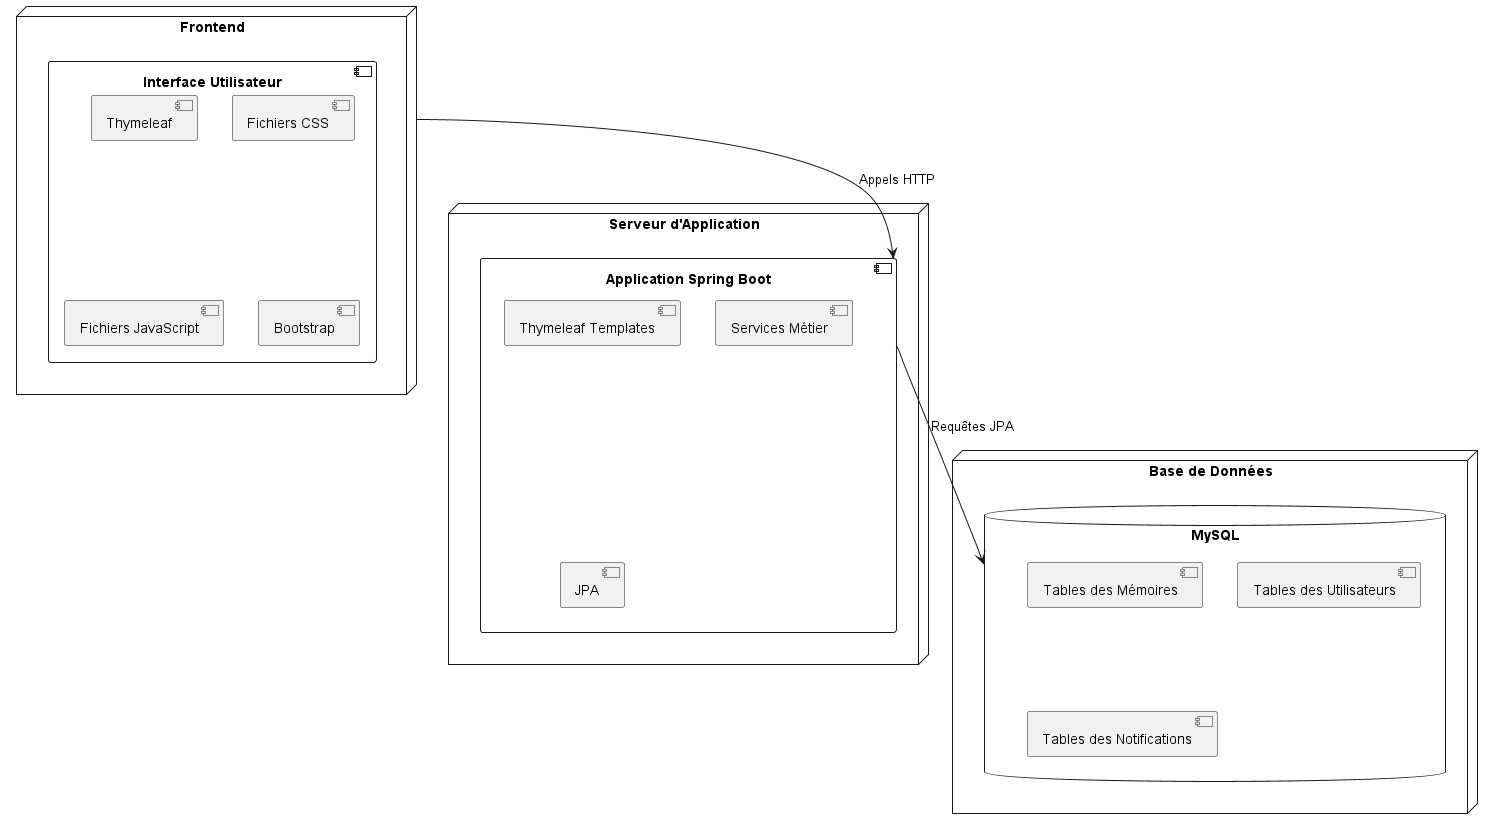 Frontend
Interface Utilisateur
Thymeleaf
Fichiers CSS
Fichiers JavaScript
Bootstrap
Appels HTTP
Serveur d'Application
Application Spring Boot
Thymeleaf Templates
Services Métier
JPA
Requêtes JPA
Base de Données
MySQL
Tables des Mémoires
Tables des Utilisateurs
Tables des Notifications